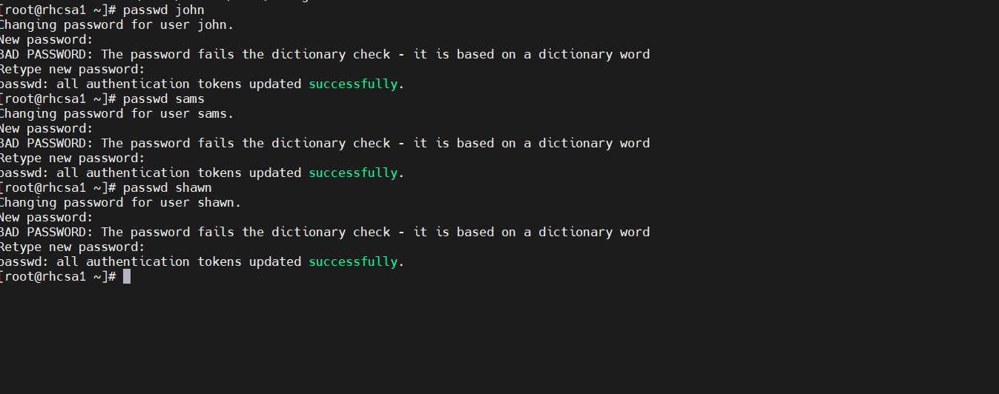 [root@rhcsa1 ~]# passwd john
Changing password for user john.
New password:
BAD PASSWORD: The password fails the dictionary check - it is based on a dictionary word
Retype new password:
passwd: all authentication tokens updated successfully.
[root@rhcsa1 ~]# passwd sams
Changing password for user sams.
New password:
BAD PASSWORD: The password fails the dictionary check - it is based on a dictionary word
Retype new password:
passwd: all authentication tokens updated successfully.
[root@rhcsa1 ~]# passwd shawn
Changing password for user shawn.
New password:
BAD PASSWORD: The password fails the dictionary check - it is based on a dictionary word
Retype new password:
passwd: all authentication tokens updated successfully.
[root@rhcsa1 ~]#